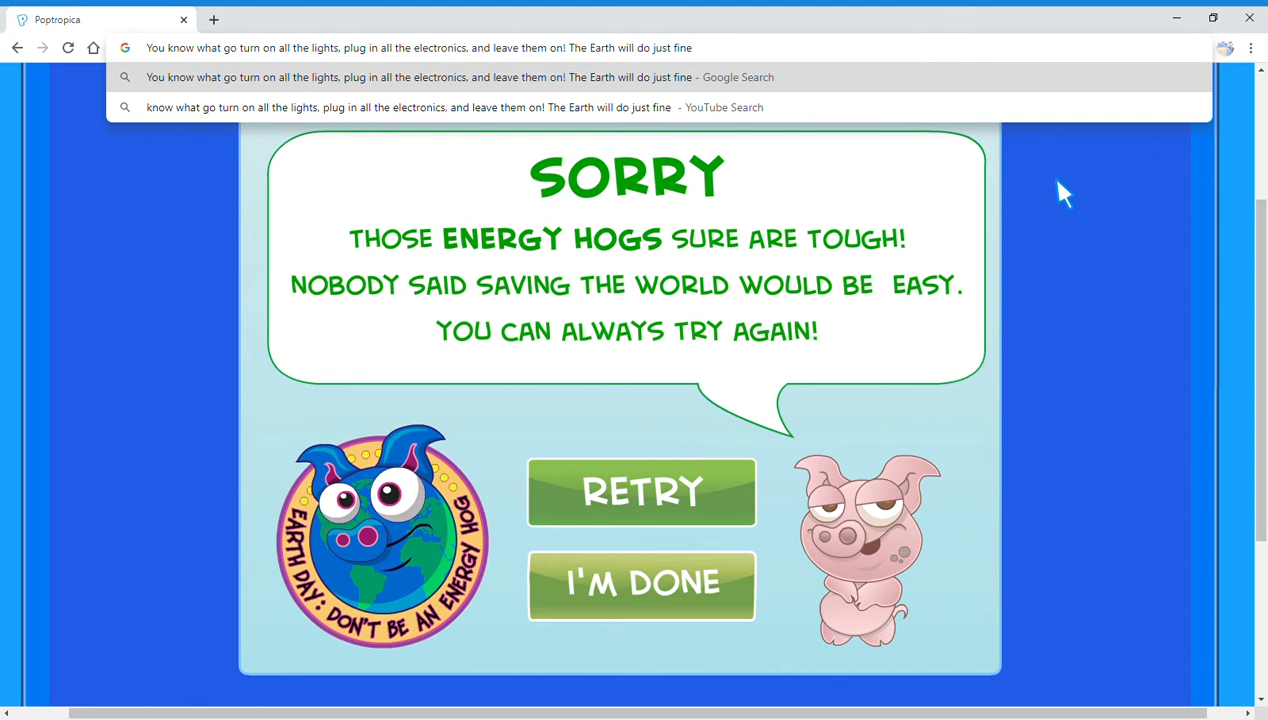 Poptropica
You know what go turn on all the lights, plug in all the electronics, and leave them on! The Earth will do just fine
You know what go turn on all the lights, plug in all the electronics, and leave them on! The Earth will do just fine - Google Search
know what go turn on all the lights, plug in all the electronics, and leave them on! The Earth will do just fine - YouTube Search
SORRY
THOSE ENERGY HOGS SURE ARE TOUGH!
NOBODY SAID SAVING THE WORLD WOULD BE EASY.
YOU CAN ALWAYS TRY AGAIN!
EARTH DAY: DON'T BE AN ENERGY HOG
RETRY
I'M DONE